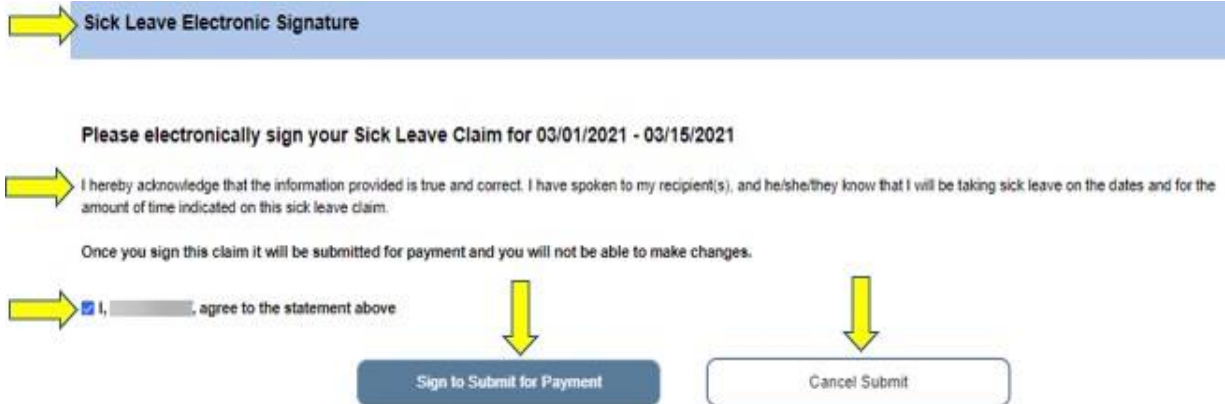 Sick Leave Electronic Signature
Please electronically sign your Sick Leave Claim for 03/01/2021 - 03/15/2021
I hereby acknowledge that the information provided is true and correct. I have spoken to my recipient(s), and he/she/they know that I will be taking sick leave on the dates and for the
amount of time indicated on this sick leave claim.
Once you sign this claim it will be submitted for payment and you will not be able to make changes.
I, , agree to the statement above
Sign to Submit for Payment Cancel Submit